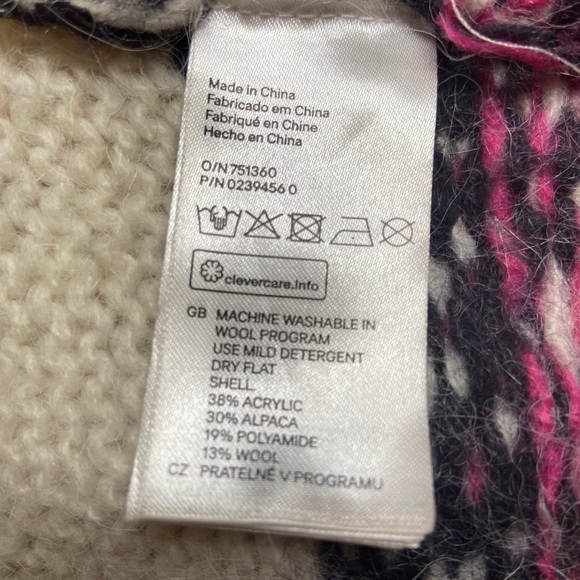 Made in China
Fabricado em China
Fabriqué en Chine
Hecho en China
O/N 751360
P/N 0239456 0
clevercare.info
GB MACHINE WASHABLE IN
WOOL PROGRAM
USE MILD DETERGENT
DRY FLAT
SHELL
38% ACRYLIC
30% ALPACA
19% POLYAMIDE
13% WOOL
CZ PRATELNÉ V PROGRAMU